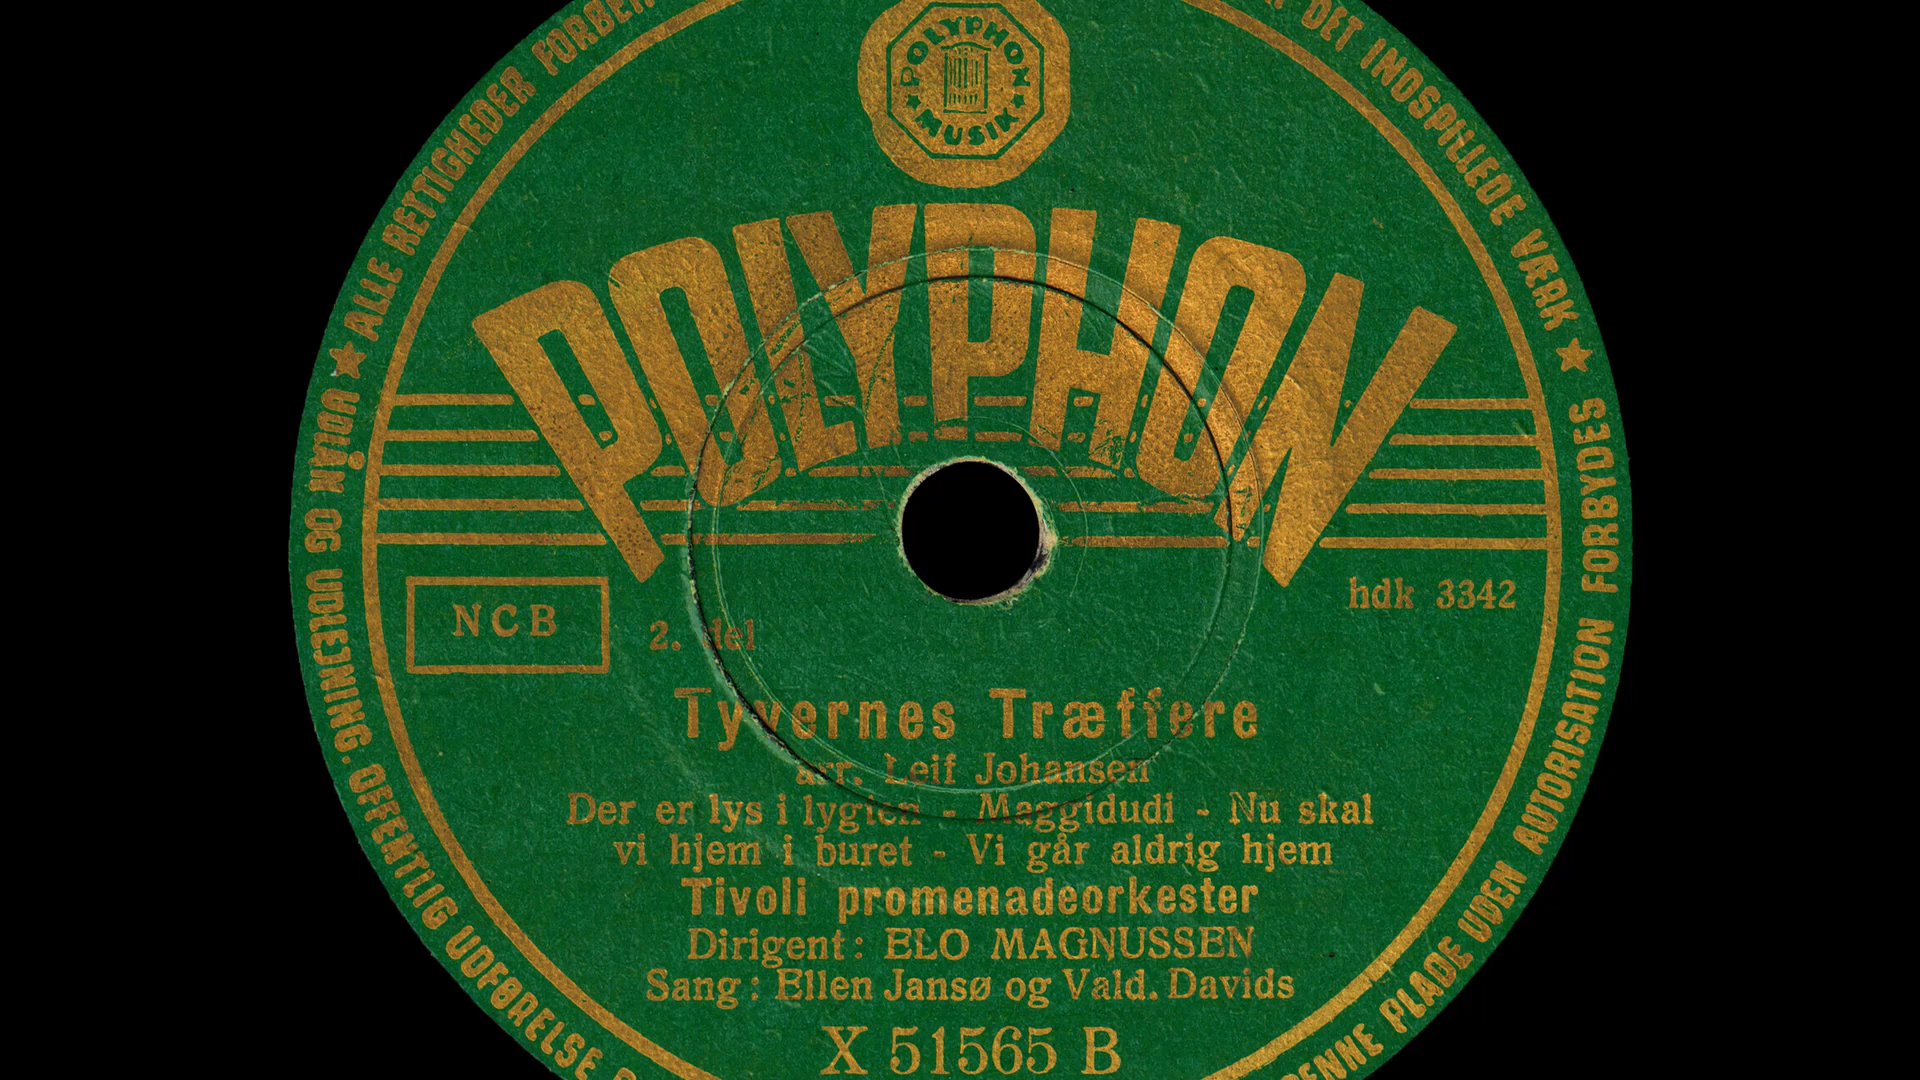 POLYPHON
MUSIK
POLYPHON
NCB
hdk 3342
2. del
Tyvernes Træffere
arr. Leif Johansen
Der er lys i lygten - Maggidudi - Nu skal
vi hjem i buret - Vi går aldrig hjem
Tivoli promenadeorkester
Dirigent: ELO MAGNUSSEN
Sang: Ellen Jansø og Vald. Davids
X 51565 B
★ ALLE RETTIGHEDER
DET INDSPILLEDE VÆRK ★
UDLÅN OG UDLEJNING. OFFENTLIG UDFØRELSE
DENNE PLADE UDEN AUTORISATION FORBYDES